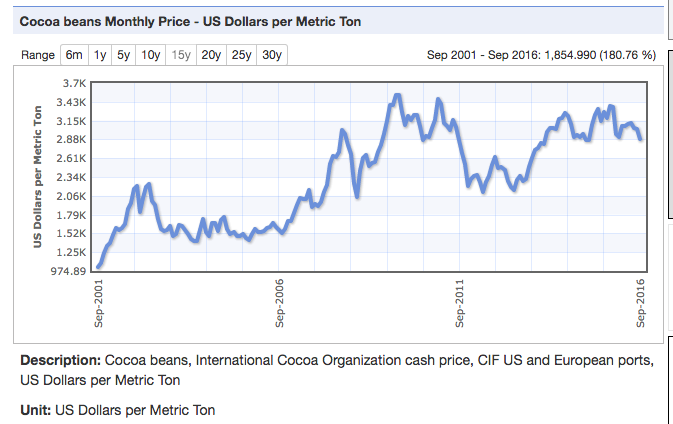 Cocoa beans Monthly Price - US Dollars per Metric Ton
Range 6m 1y 5y 10y 15y 20y 25y 30y Sep 2001 - Sep 2016: 1,854.990 (180.76 %)
US Dollars per Metric Ton
3.7K
3.43K
3.15K
2.88K
2.61K
2.34K
2.06K
1.79K
1.52K
1.25K
974.89
Sep-2001
Sep-2006
Sep-2011
Sep-2016
Description: Cocoa beans, International Cocoa Organization cash price, CIF US and European ports,
US Dollars per Metric Ton
Unit: US Dollars per Metric Ton